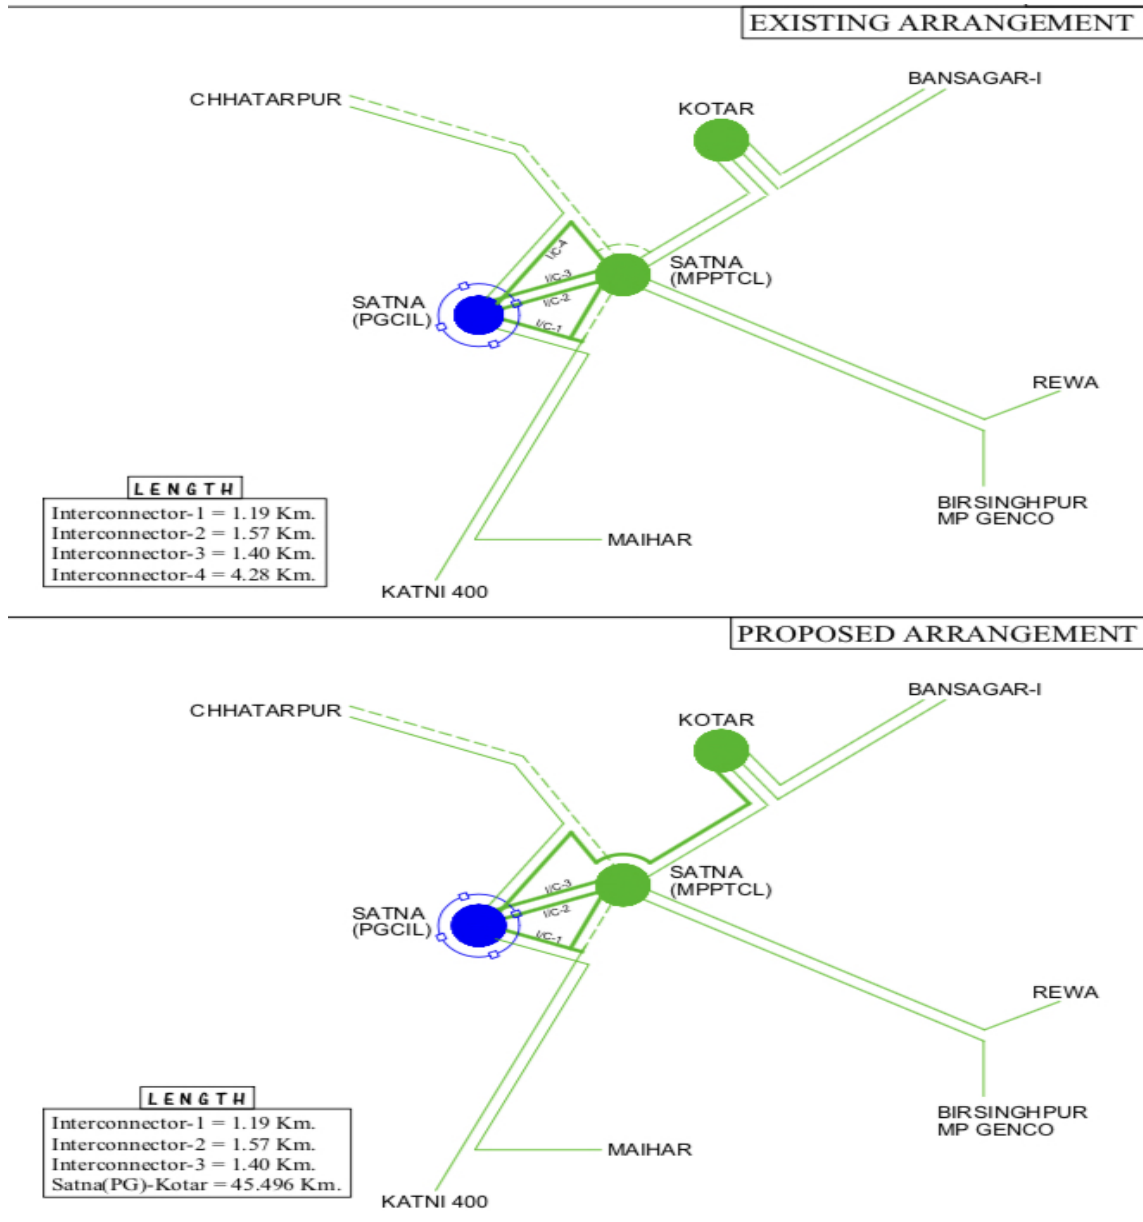 EXISTING ARRANGEMENT
BANSAGAR-I
CHHATARPUR
KOTAR
I/C-4
SATNA
(MPPTCL)
I/C-3
I/C-2
SATNA
(PGCIL)
I/C-1
REWA
LENGTH
Interconnector-1 = 1.19 Km.
Interconnector-2 = 1.57 Km.
Interconnector-3 = 1.40 Km.
Interconnector-4 = 4.28 Km.
BIRSINGHPUR
MP GENCO
MAIHAR
KATNI 400
PROPOSED ARRANGEMENT
BANSAGAR-I
CHHATARPUR
KOTAR
SATNA
(MPPTCL)
I/C-3
I/C-2
SATNA
(PGCIL)
I/C-1
REWA
LENGTH
Interconnector-1 = 1.19 Km.
Interconnector-2 = 1.57 Km.
Interconnector-3 = 1.40 Km.
Satna(PG)-Kotar = 45.496 Km.
BIRSINGHPUR
MP GENCO
MAIHAR
KATNI 400